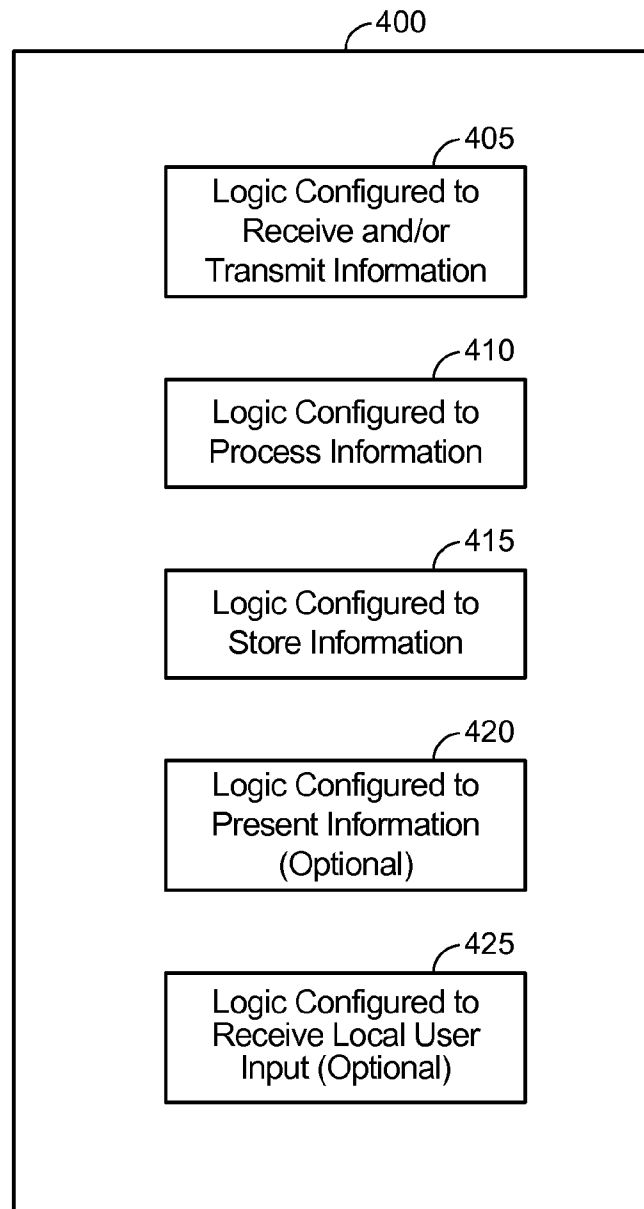 400
405
Logic Configured to
Receive and/or
Transmit Information
410
Logic Configured to
Process Information
415
Logic Configured to
Store Information
420
Logic Configured to
Present Information
(Optional)
425
Logic Configured to
Receive Local User
Input (Optional)